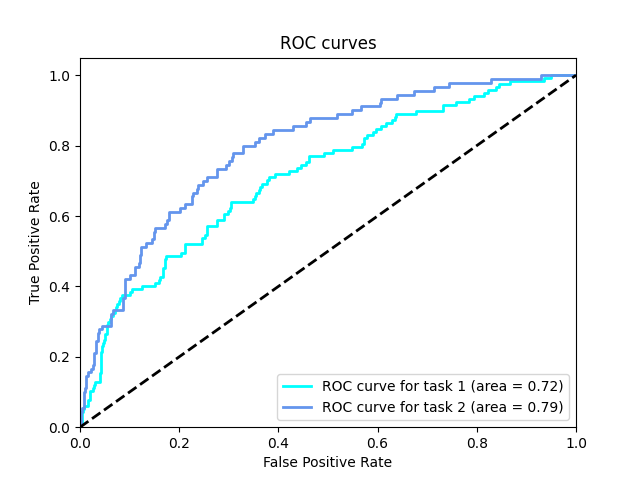 ROC curves
True Positive Rate
1.0
0.8
0.6
0.4
0.2
0.0
0.0 0.2 0.4 0.6 0.8 1.0
False Positive Rate
ROC curve for task 1 (area = 0.72)
ROC curve for task 2 (area = 0.79)